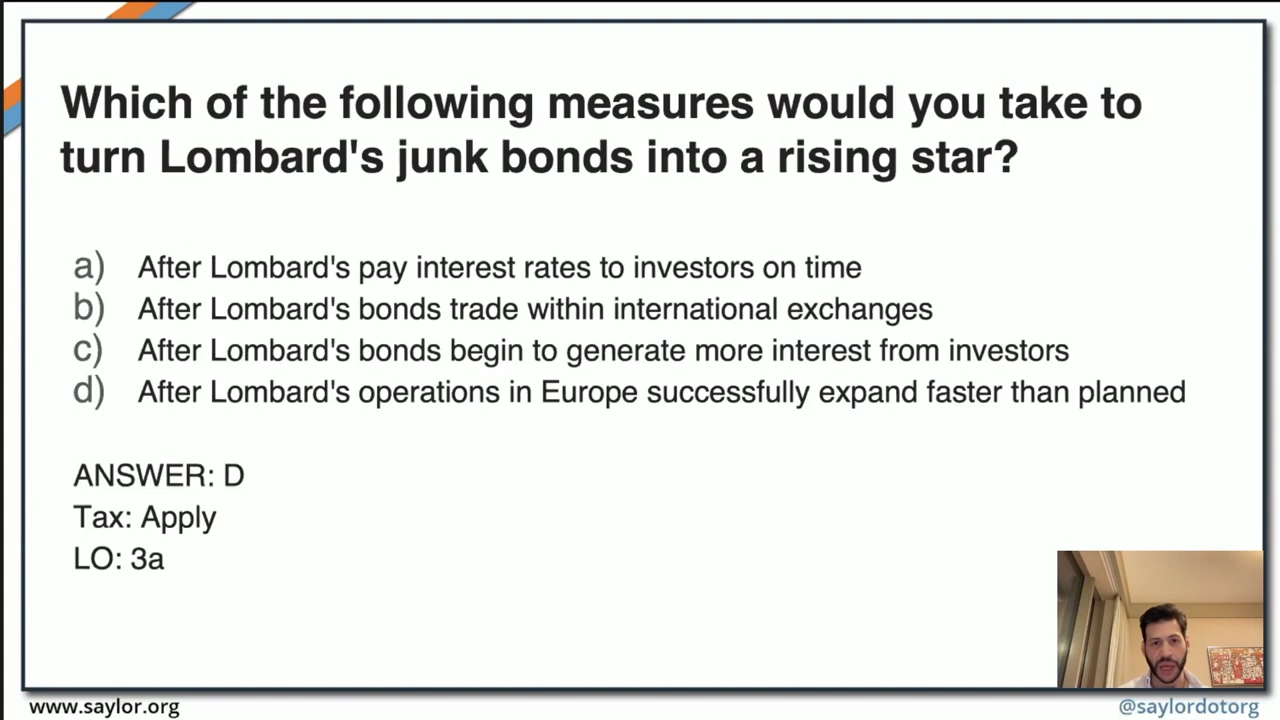 Which of the following measures would you take to
turn Lombard's junk bonds into a rising star?
a) After Lombard's pay interest rates to investors on time
b) After Lombard's bonds trade within international exchanges
c) After Lombard's bonds begin to generate more interest from investors
d) After Lombard's operations in Europe successfully expand faster than planned
ANSWER: D
Tax: Apply
LO: 3a
www.saylor.org
@saylordotorg